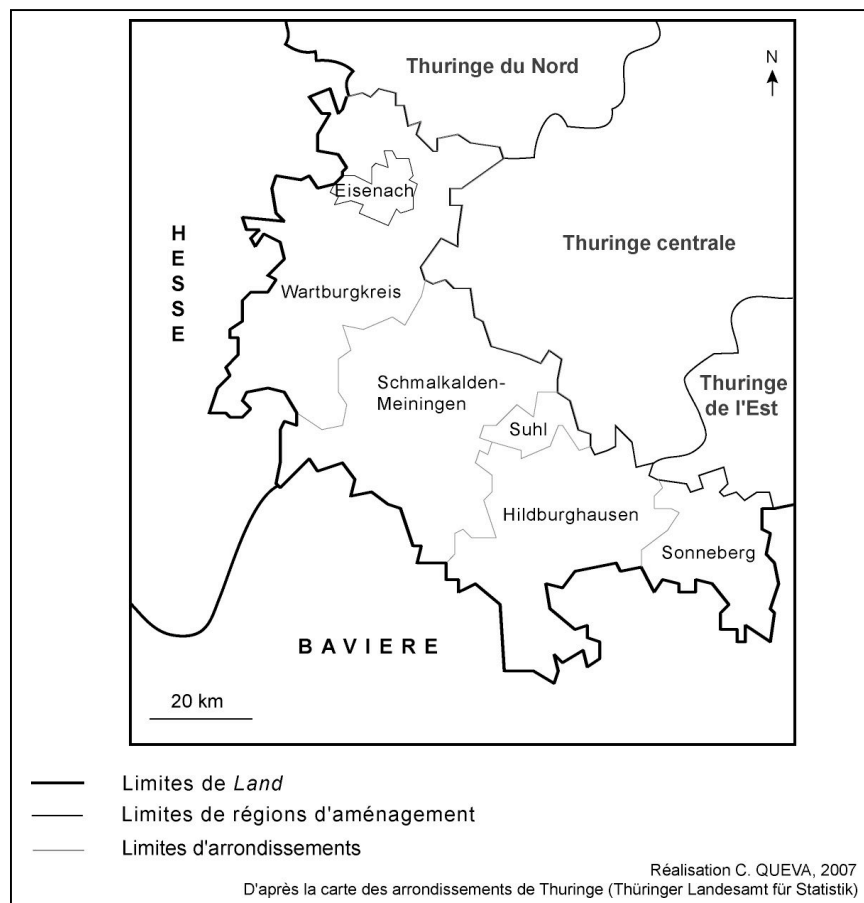 Thuringe du Nord
N
Eisenach
HESSE
Thuringe centrale
Wartburgkreis
Schmalkalden-
Meiningen
Thuringe
de l'Est
Suhl
Hildburghausen
Sonneberg
BAVIERE
20 km
Limites de Land
Limites de régions d'aménagement
Limites d'arrondissements
Réalisation C. QUEVA, 2007
D'après la carte des arrondissements de Thuringe (Thüringer Landesamt für Statistik)